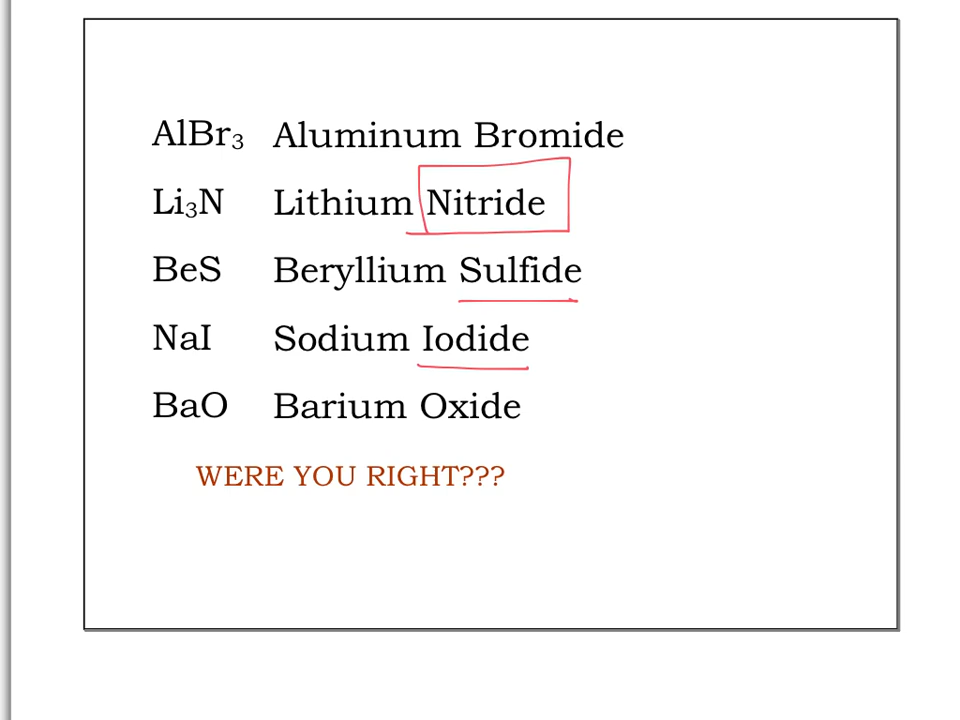 AlBr₃ Aluminum Bromide
Li₃N Lithium Nitride
BeS Beryllium Sulfide
NaI Sodium Iodide
BaO Barium Oxide
WERE YOU RIGHT???